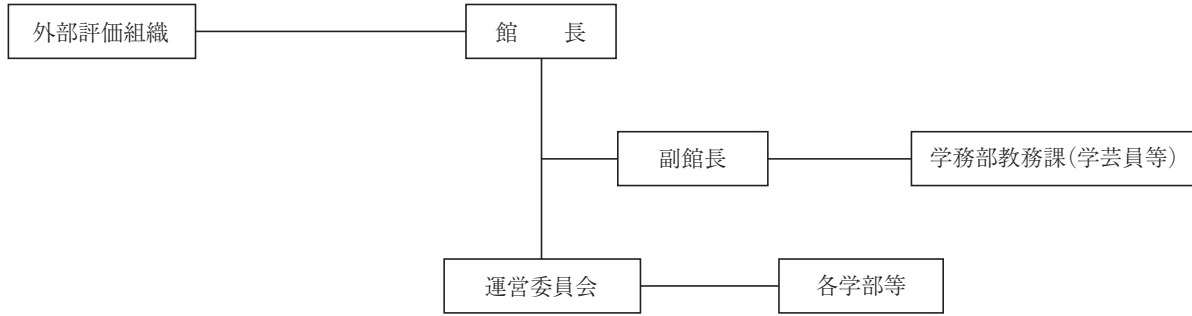 外部評価組織
館　　長
副館長
学務部教務課(学芸員等)
運営委員会
各学部等